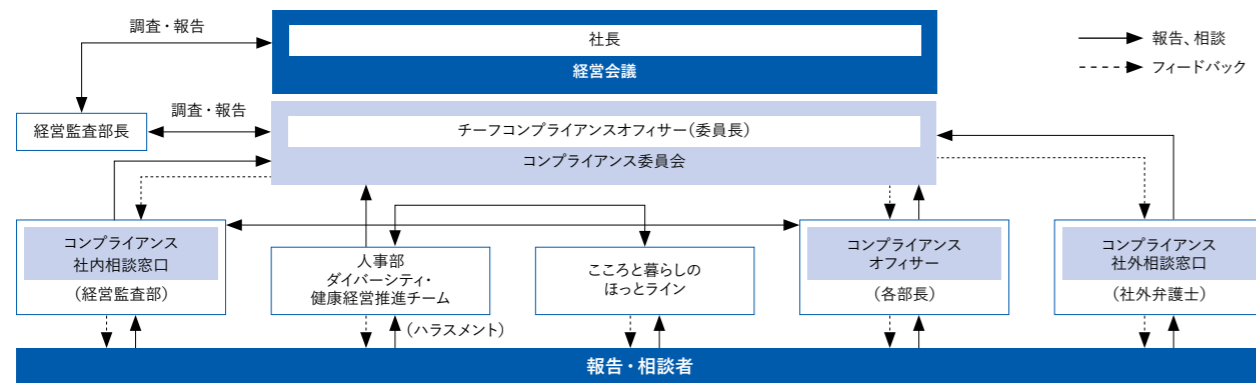 調査・報告
社長
経営会議
報告、相談
フィードバック
調査・報告
経営監査部長
チーフコンプライアンスオフィサー(委員長)
コンプライアンス委員会
コンプライアンス
社内相談窓口
(経営監査部)
人事部
ダイバーシティ・
健康経営推進チーム
(ハラスメント)
こころと暮らしの
ほっとライン
コンプライアンス
オフィサー
(各部長)
コンプライアンス
社外相談窓口
(社外弁護士)
報告・相談者